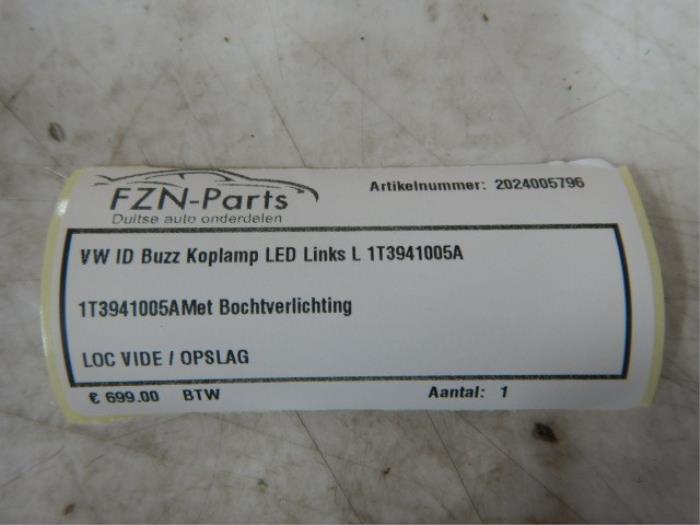 FZN-Parts
Duitse auto onderdelen
Artikelnummer: 2024005796
VW ID Buzz Koplamp LED Links L 1T3941005A
1T3941005AMet Bochtverlichting
LOC VIDE / OPSLAG
€ 699.00 BTW
Aantal: 1